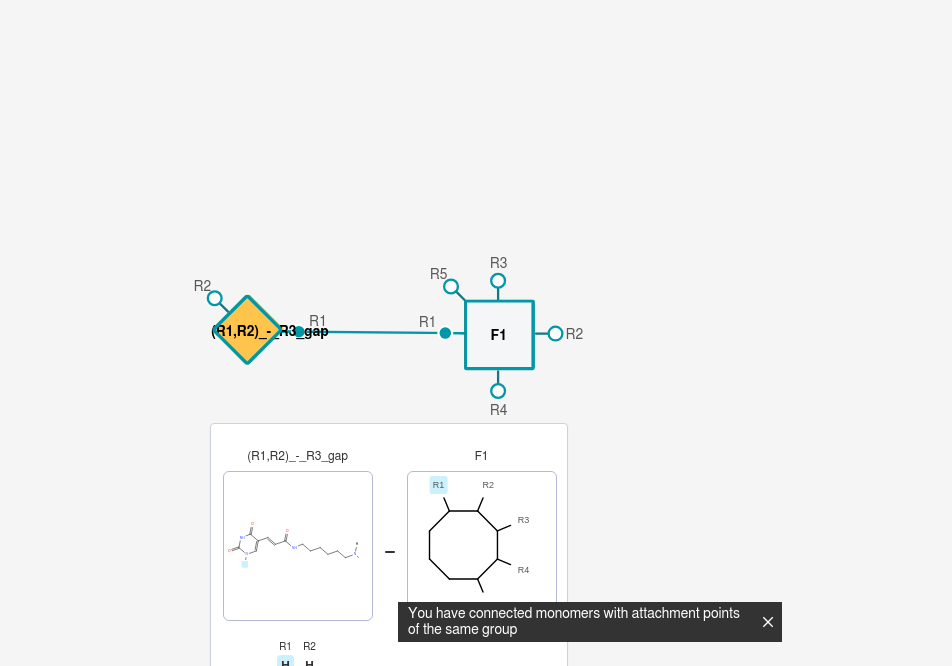 R3
R5
R2
R1
R1
(R1,R2)_-_R3_gap
F1
R2
R4
(R1,R2)_-_R3_gap
F1
R1
R2
R3
R4
You have connected monomers with attachment points
of the same group
R1 R2
H H